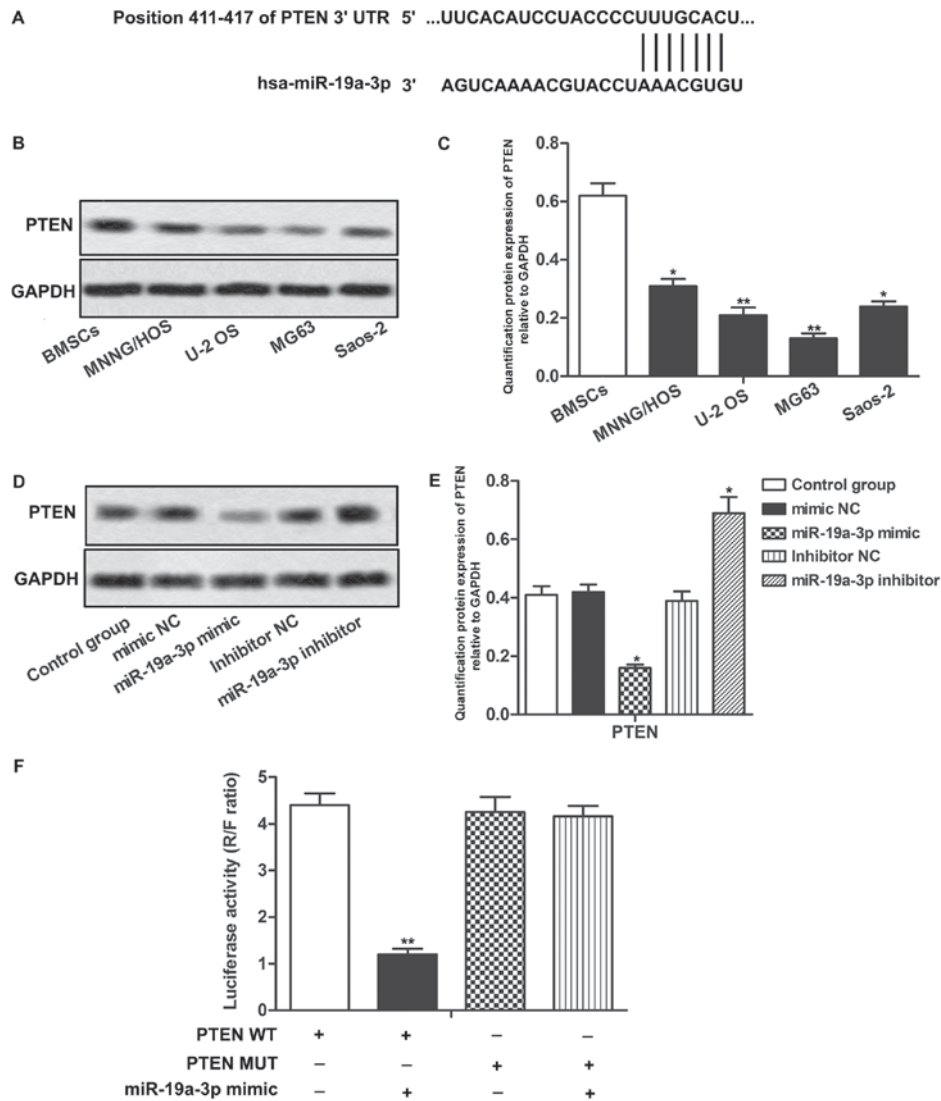 A
Position 411-417 of PTEN 3' UTR 5' ...UUCACAUCCUACCCCUUUGCACU...
hsa-miR-19a-3p 3' AGUCAAAACGUACCUAAACGUGU
B
PTEN
GAPDH
BMSCs
MNNG/HOS
U-2 OS
MG63
Saos-2
C
Quantification protein expression of PTEN
relative to GAPDH
0.8
0.6
0.4
0.2
0.0
*
**
**
*
BMSCs
MNNG/HOS
U-2 OS
MG63
Saos-2
D
PTEN
GAPDH
Control group
mimic NC
miR-19a-3p mimic
Inhibitor NC
miR-19a-3p inhibitor
E
Quantification protein expression of PTEN
relative to GAPDH
0.8
0.6
0.4
0.2
0.0
*
*
PTEN
Control group
mimic NC
miR-19a-3p mimic
Inhibitor NC
miR-19a-3p inhibitor
F
Luciferase activity (R/F ratio)
5
4
3
2
1
0
**
PTEN WT + + – –
PTEN MUT – – + +
miR-19a-3p mimic – + – +